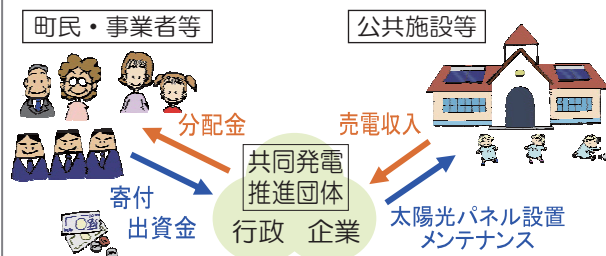 町民・事業者等
公共施設等
分配金
売電収入
共同発電
推進団体
寄付
出資金
行政 企業
太陽光パネル設置
メンテナンス